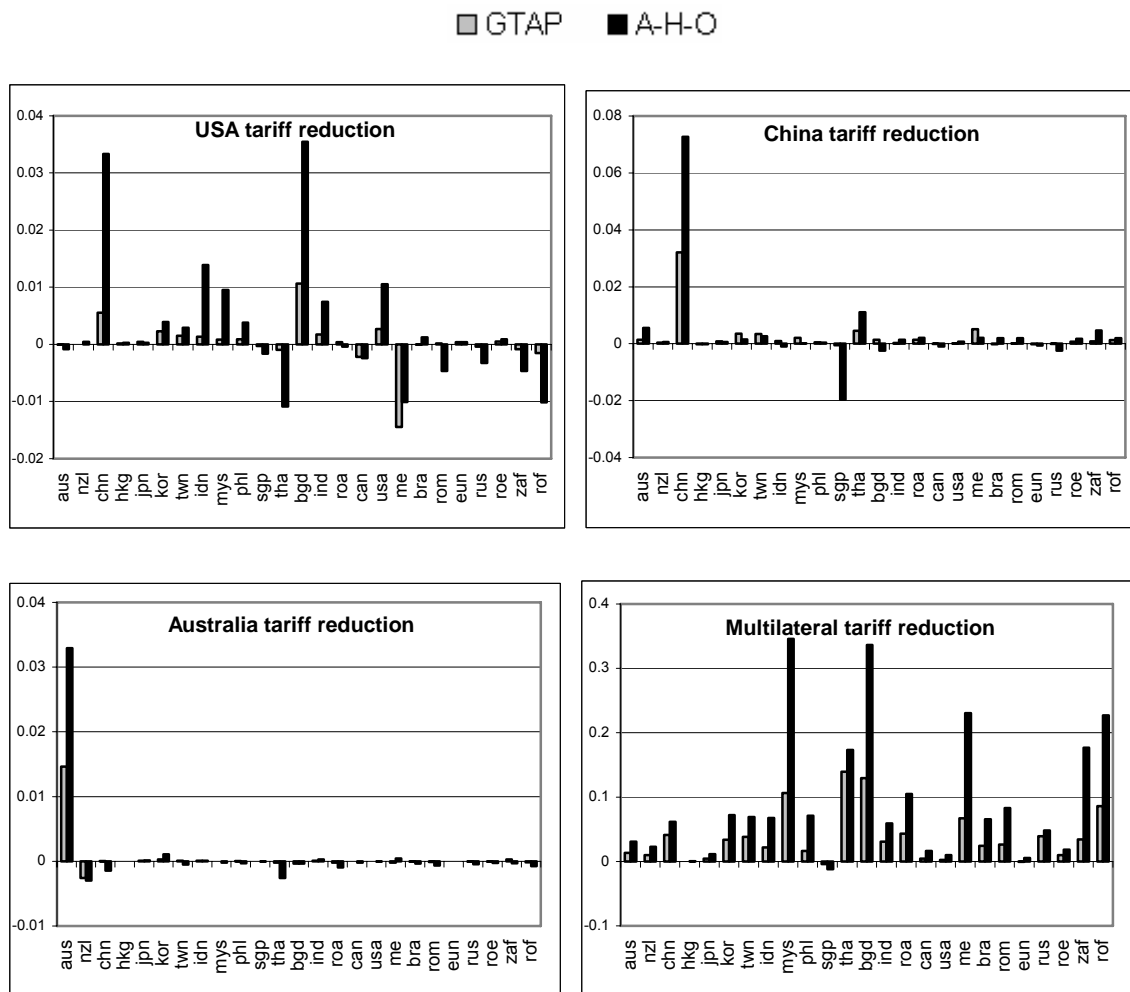 GTAP A-H-O
USA tariff reduction
0.04
0.03
0.02
0.01
0
-0.01
-0.02
aus nzl chn hkg jpn kor twn idn mys phl sgp tha bgd ind roa can usa me bra rom eun rus roe zaf rof
China tariff reduction
0.08
0.06
0.04
0.02
0
-0.02
-0.04
aus nzl chn hkg jpn kor twn idn mys phl sgp tha bgd ind roa can usa me bra rom eun rus roe zaf rof
Australia tariff reduction
0.04
0.03
0.02
0.01
0
-0.01
aus nzl chn hkg jpn kor twn idn mys phl sgp tha bgd ind roa can usa me bra rom eun rus roe zaf rof
Multilateral tariff reduction
0.4
0.3
0.2
0.1
0
-0.1
aus nzl chn hkg jpn kor twn idn mys phl sgp tha bgd ind roa can usa me bra rom eun rus roe zaf rof